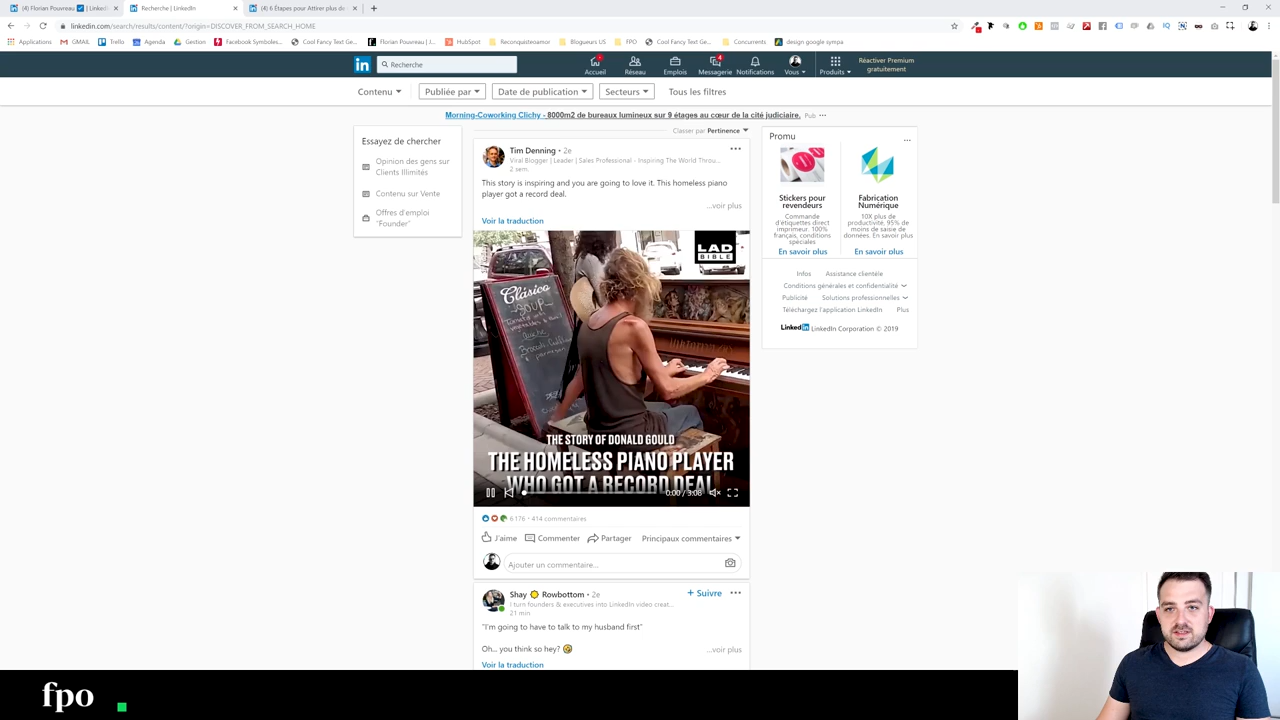 (4) Florian Pouvreau | LinkedI
Recherche | LinkedIn
(4) 6 Étapes pour Attirer plus de
linkedin.com/search/results/content/?origin=DISCOVER_FROM_SEARCH_HOME
Applications GMAIL Trello Agenda Gestion Facebook Symboles... Cool Fancy Text Ge... Florian Pouvreau | J... HubSpot Reconquisteoamor Blogueurs US FPO Cool Fancy Text Ge... Concurrents design google sympa
Recherche
Accueil Réseau Emplois Messagerie Notifications Vous Produits
4
Réactiver Premium
gratuitement
Contenu Publiée par Date de publication Secteurs Tous les filtres
Morning-Coworking Clichy - 8000m2 de bureaux lumineux sur 9 étages au cœur de la cité judiciaire. Pub
Essayez de chercher
Opinion des gens sur
Clients Illimités
Contenu sur Vente
Offres d'emploi
"Founder"
Classer par Pertinence
Tim Denning • 2e
Viral Blogger | Leader | Sales Professional - Inspiring The World Throu...
2 sem.
This story is inspiring and you are going to love it. This homeless piano
player got a record deal.
...voir plus
Voir la traduction
LAD
BIBLE
Clásico
SOUP
THE STORY OF DONALD GOULD
THE HOMELESS PIANO PLAYER
WHO GOT A RECORD DEAL
0:00 / 3:08
6 176 • 414 commentaires
J'aime Commenter Partager Principaux commentaires
Ajouter un commentaire...
Shay Rowbottom • 2e
+ Suivre
I turn founders & executives into LinkedIn video creat...
21 min
"I'm going to have to talk to my husband first"
Oh... you think so hey?
...voir plus
Voir la traduction
Promu
Stickers pour
revendeurs
Commande
d'étiquettes direct
imprimeur. 100%
français, conditions
spéciales
En savoir plus
Fabrication
Numérique
10X plus de
productivité, 95% de
moins de saisie de
données. En savoir plus
En savoir plus
Infos Assistance clientèle
Conditions générales et confidentialité
Publicité Solutions professionnelles
Téléchargez l'application LinkedIn Plus
LinkedIn LinkedIn Corporation © 2019
fpo